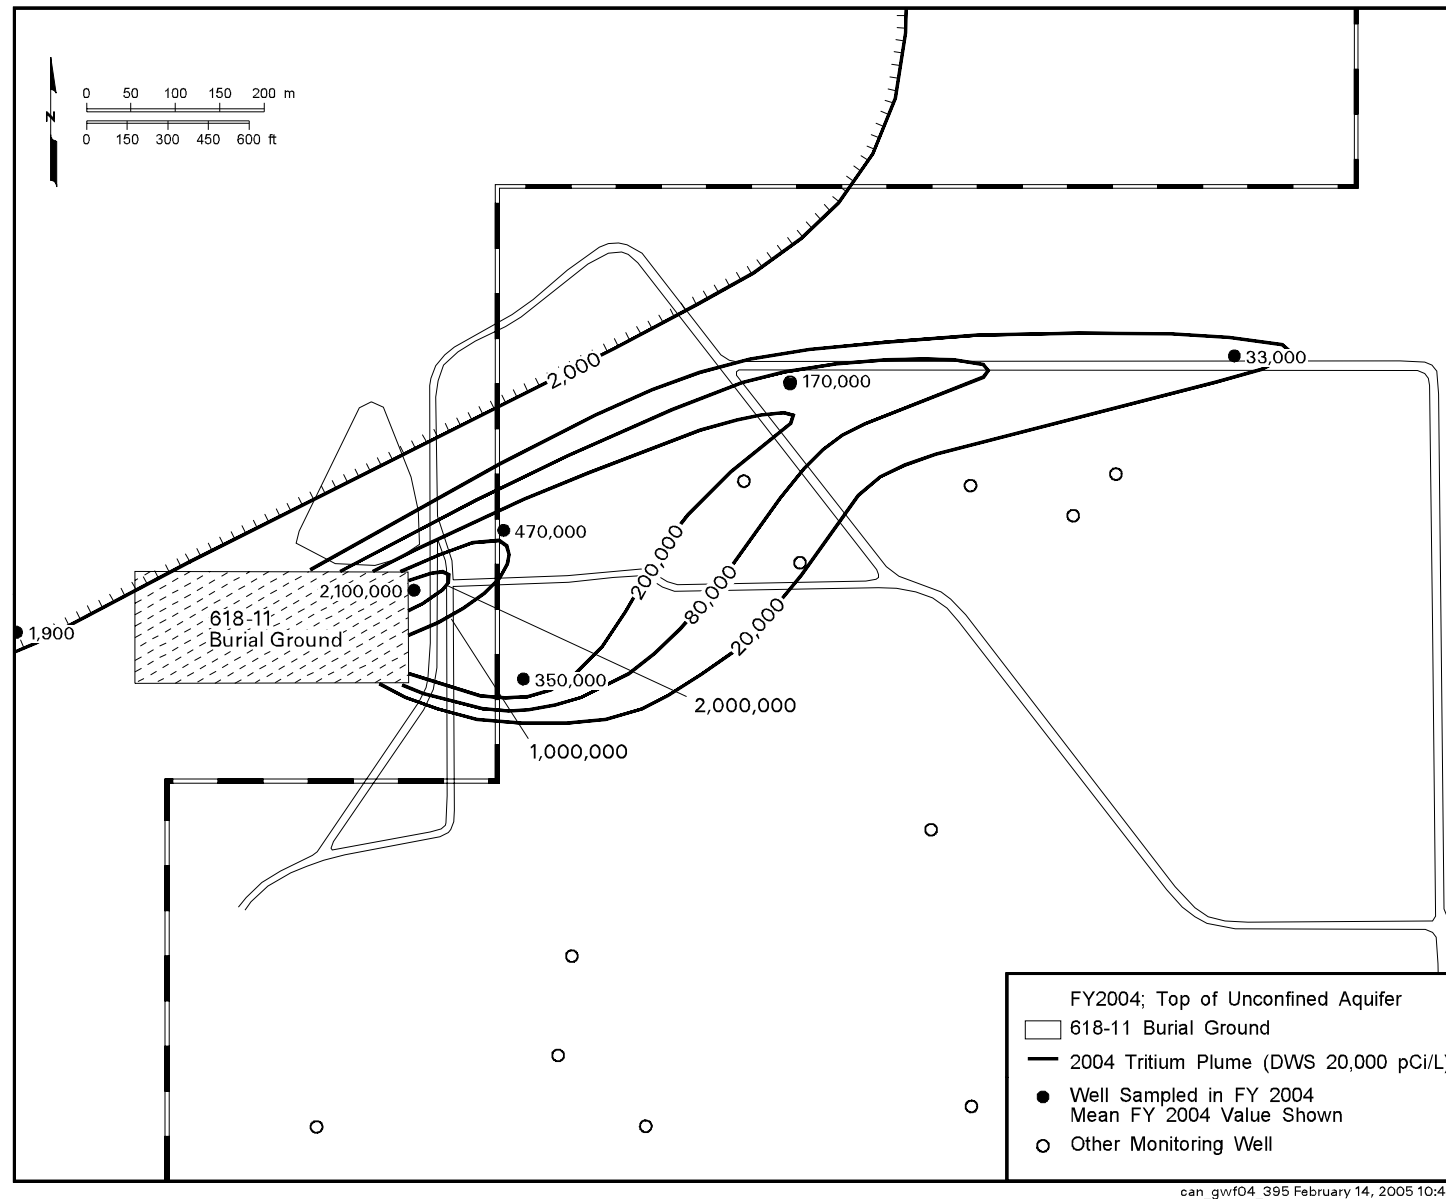 0 50 100 150 200 m
N
0 150 300 450 600 ft
2,000
33,000
170,000
470,000
2,100,000
200,000
80,000
20,000
618-11
Burial Ground
1,900
350,000
2,000,000
1,000,000
FY2004; Top of Unconfined Aquifer
618-11 Burial Ground
2004 Tritium Plume (DWS 20,000 pCi/L)
Well Sampled in FY 2004
Mean FY 2004 Value Shown
Other Monitoring Well
can_gwf04_395 February 14, 2005 10:4